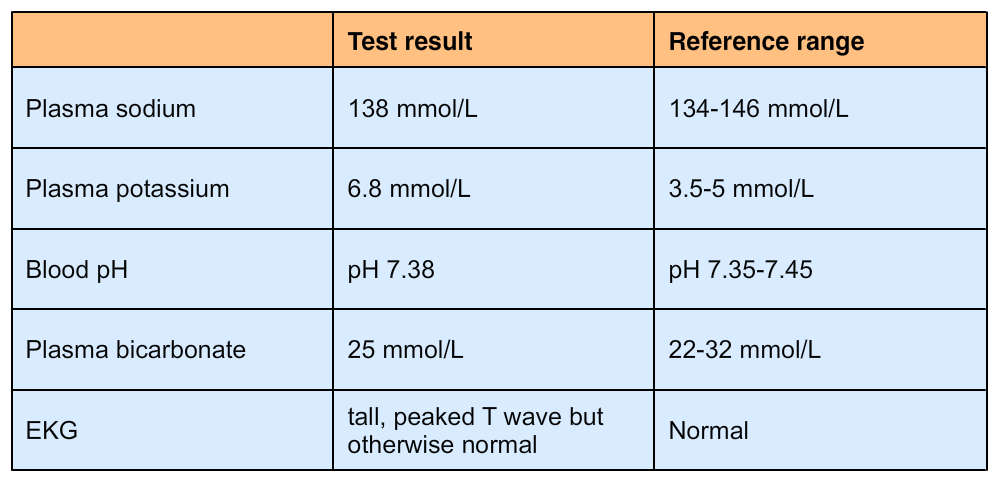 Test result Reference range
Plasma sodium 138 mmol/L 134-146 mmol/L
Plasma potassium 6.8 mmol/L 3.5-5 mmol/L
Blood pH pH 7.38 pH 7.35-7.45
Plasma bicarbonate 25 mmol/L 22-32 mmol/L
EKG tall, peaked T wave but otherwise normal Normal